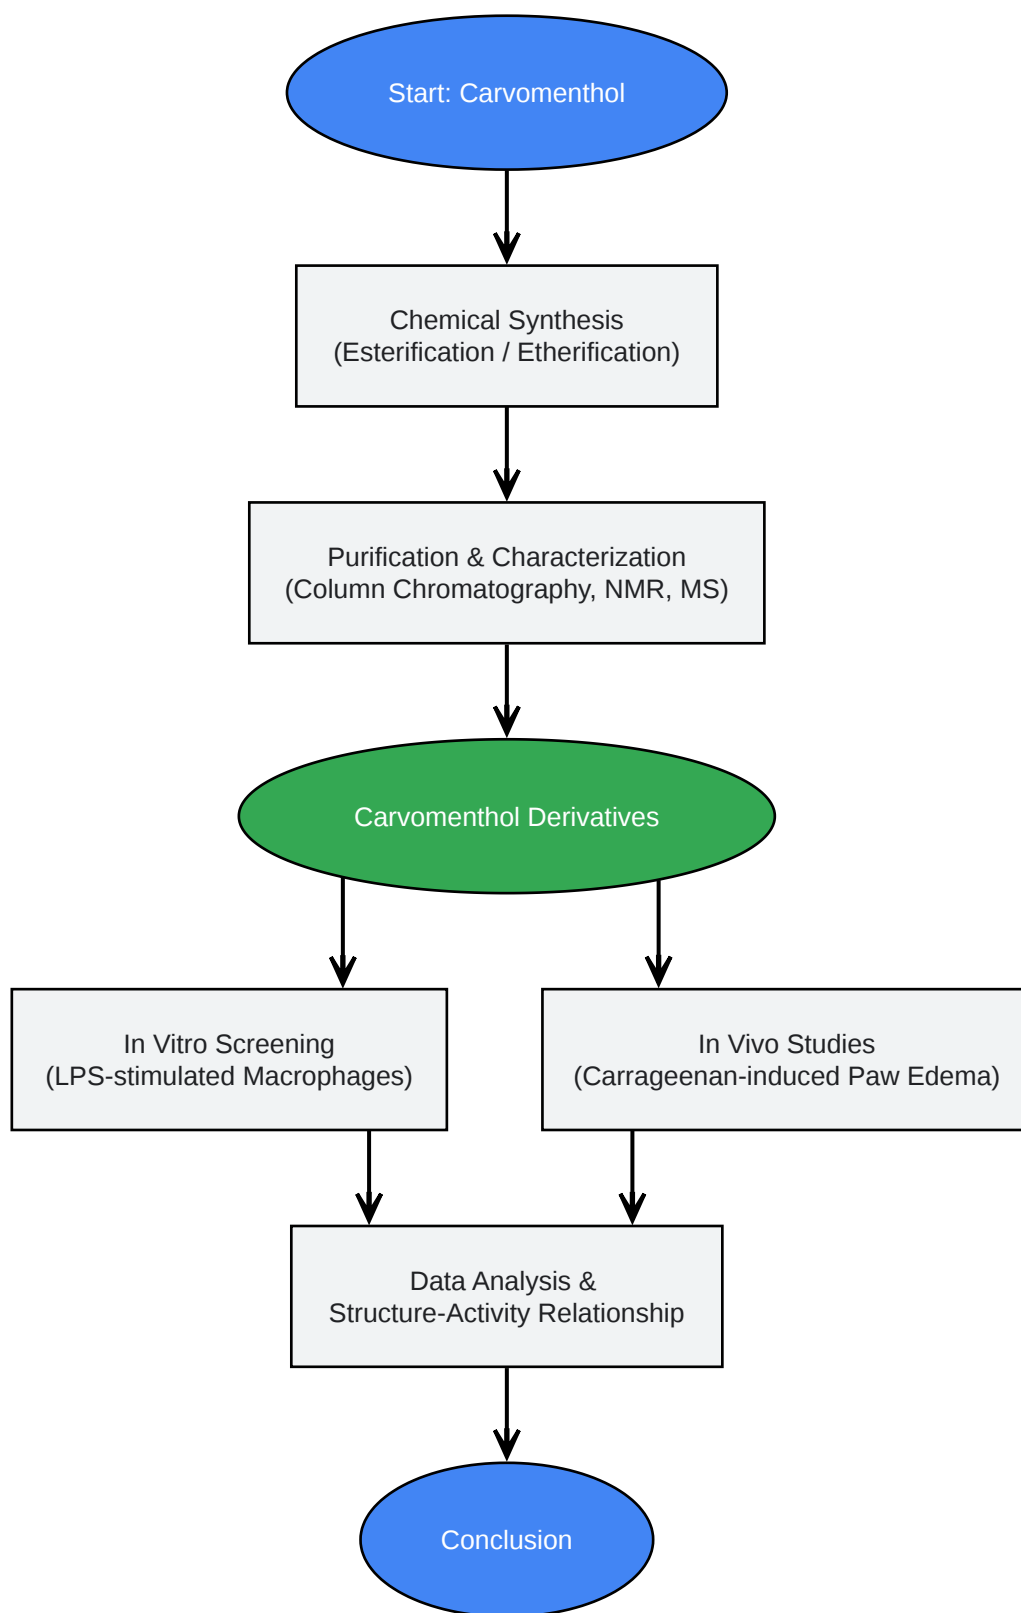 Start: Carvomenthol
Chemical Synthesis
(Esterification / Etherification)
Purification & Characterization
(Column Chromatography, NMR, MS)
Carvomenthol Derivatives
In Vitro Screening
(LPS-stimulated Macrophages)
In Vivo Studies
(Carrageenan-induced Paw Edema)
Data Analysis &
Structure-Activity Relationship
Conclusion